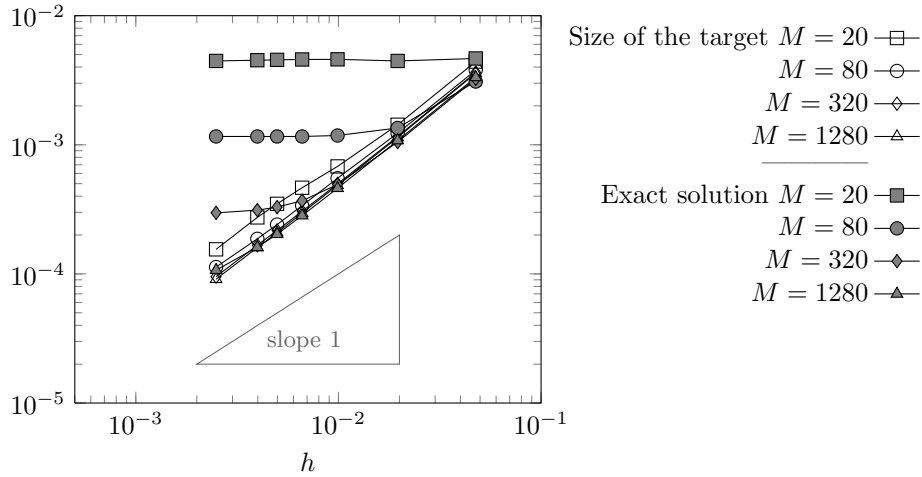 10^{-2}
10^{-3}
10^{-4}
10^{-5}
slope 1
10^{-3} 10^{-2} 10^{-1}
h
Size of the target M = 20
M = 80
M = 320
M = 1280
Exact solution M = 20
M = 80
M = 320
M = 1280